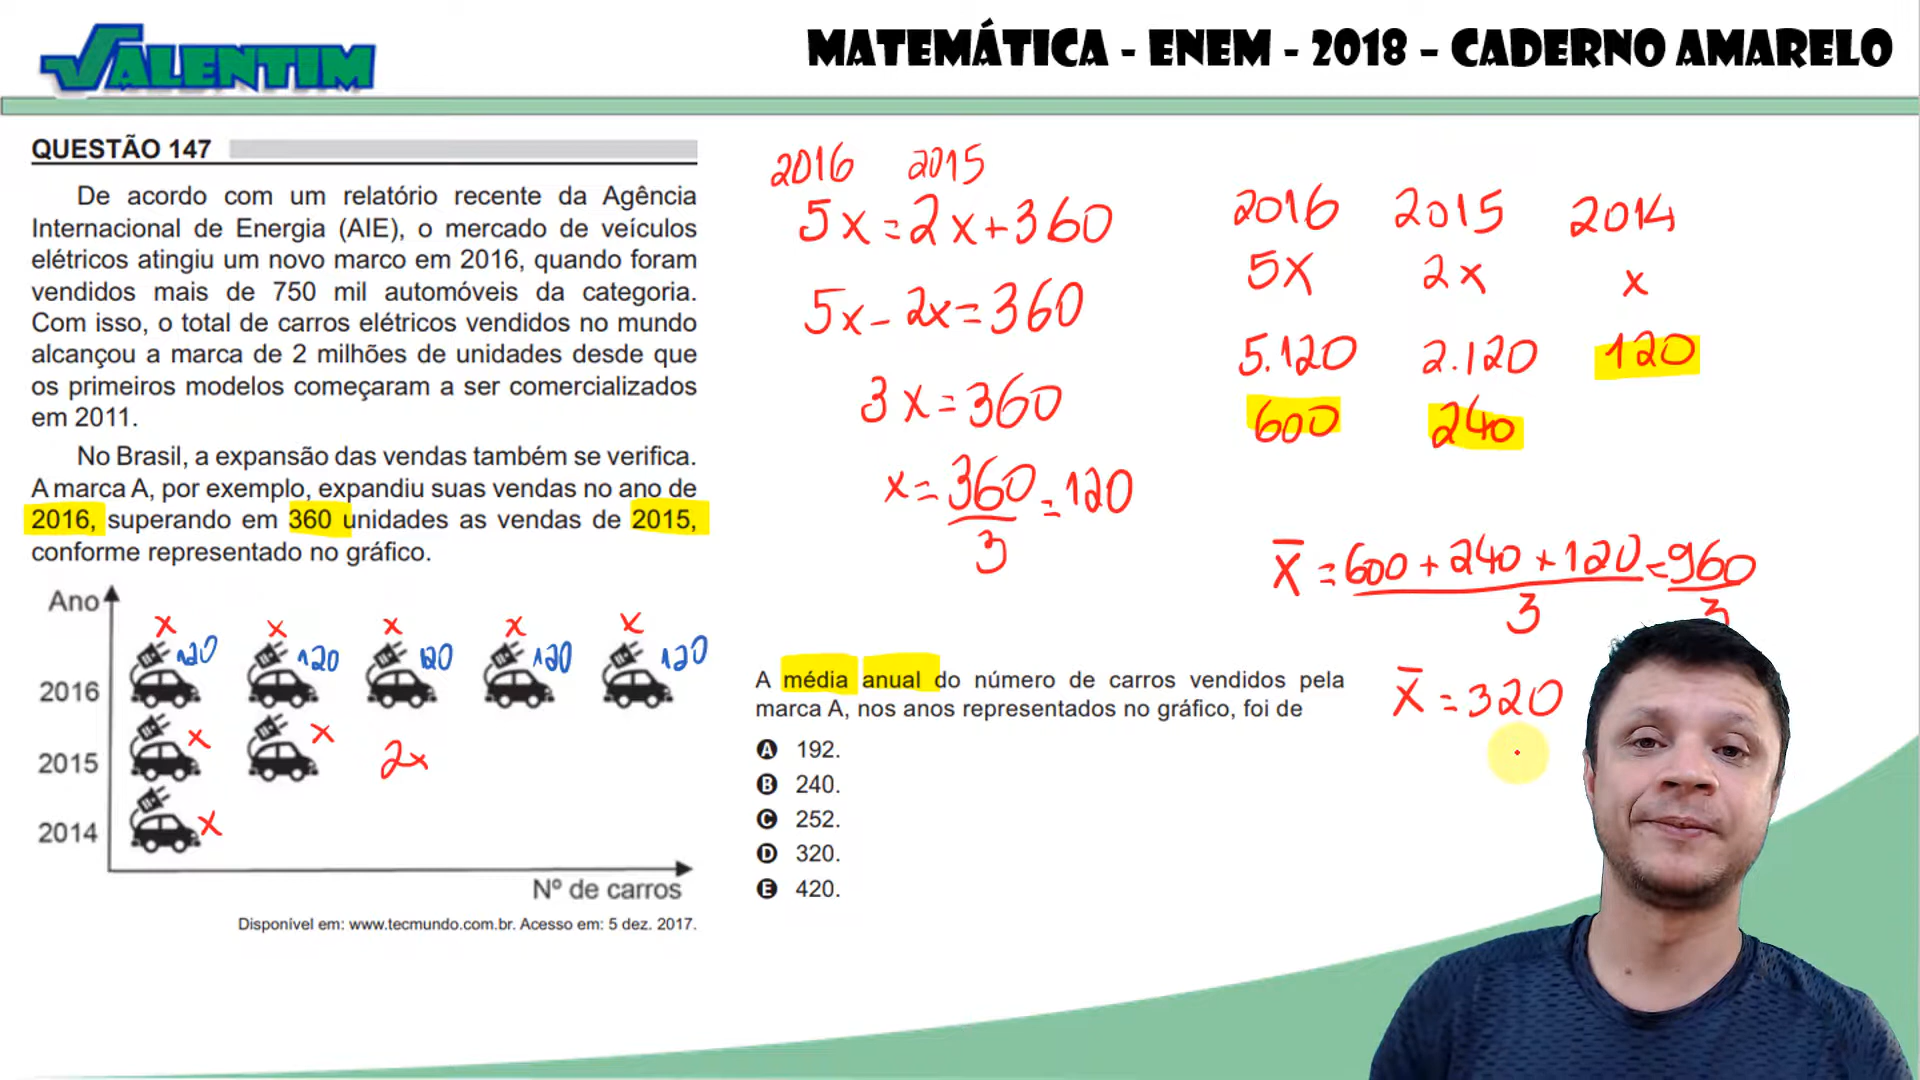 VALENTIM
MATEMÁTICA - ENEM - 2018 – CADERNO AMARELO
QUESTÃO 147
De acordo com um relatório recente da Agência
Internacional de Energia (AIE), o mercado de veículos
elétricos atingiu um novo marco em 2016, quando foram
vendidos mais de 750 mil automóveis da categoria.
Com isso, o total de carros elétricos vendidos no mundo
alcançou a marca de 2 milhões de unidades desde que
os primeiros modelos começaram a ser comercializados
em 2011.
No Brasil, a expansão das vendas também se verifica.
A marca A, por exemplo, expandiu suas vendas no ano de
2016, superando em 360 unidades as vendas de 2015,
conforme representado no gráfico.
Ano
x x x x x
120 120 120 120 120
2016
x x 2x
2015
x
2014
Nº de carros
Disponível em: www.tecmundo.com.br. Acesso em: 5 dez. 2017.
2016 2015
5x = 2x + 360
5x - 2x = 360
3x = 360
x = 360 = 120
3
A média anual do número de carros vendidos pela
marca A, nos anos representados no gráfico, foi de
A 192.
B 240.
C 252.
D 320.
E 420.
2016 2015 2014
5x 2x x
5.120 2.120 120
600 240
x̄ = 600 + 240 + 120 = 960
3 3
x̄ = 320